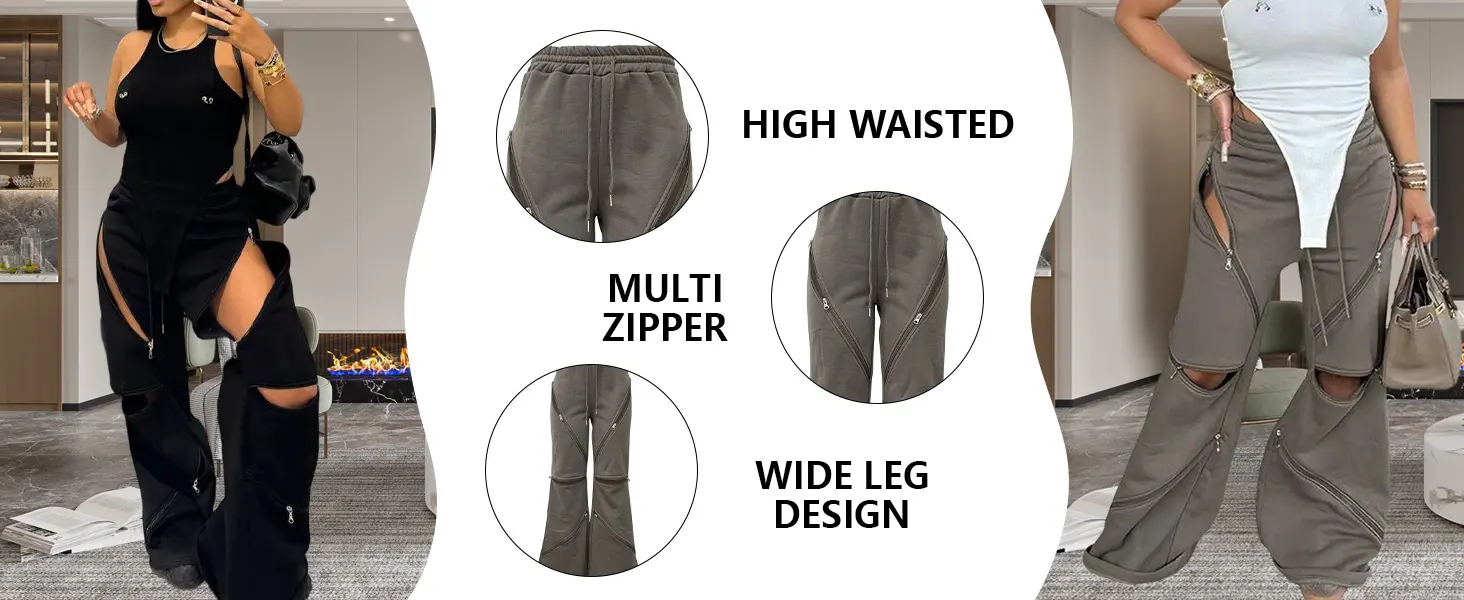 HIGH WAISTED
MULTI
ZIPPER
WIDE LEG
DESIGN